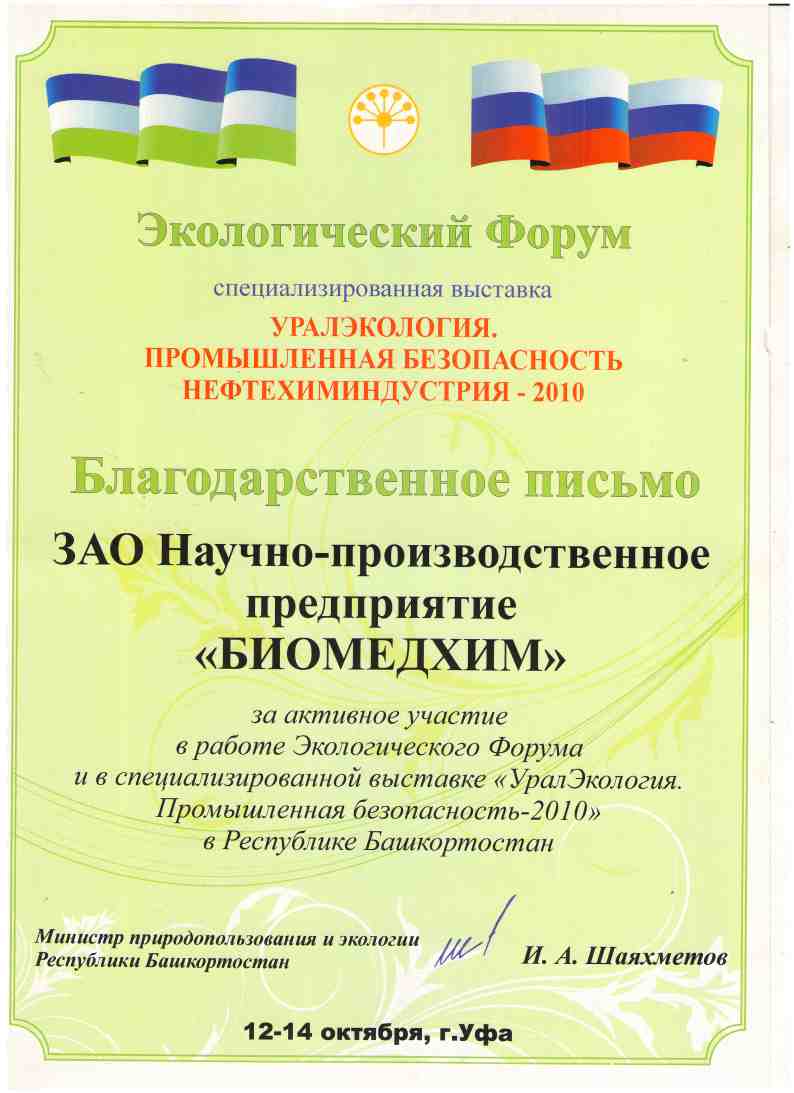 Экологический Форум
специализированная выставка
УРАЛЭКОЛОГИЯ.
ПРОМЫШЛЕННАЯ БЕЗОПАСНОСТЬ
НЕФТЕХИМИНДУСТРИЯ - 2010
Благодарственное письмо
ЗАО Научно-производственное
предприятие
«БИОМЕДХИМ»
за активное участие
в работе Экологического Форума
и в специализированной выставке «УралЭкология.
Промышленная безопасность-2010»
в Республике Башкортостан
Министр природопользования и экологии
Республики Башкортостан
И. А. Шаяхметов
12-14 октября, г.Уфа